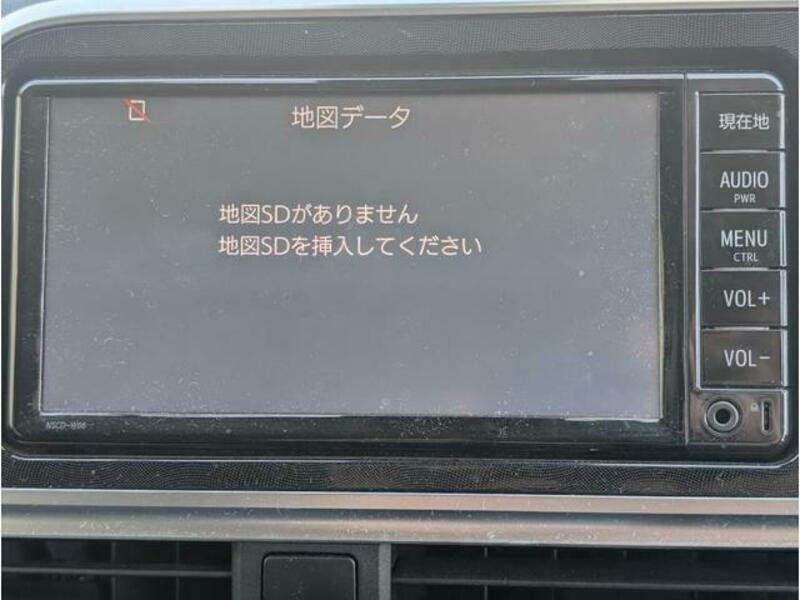 地図データ
地図SDがありません
地図SDを挿入してください
現在地
AUDIO
PWR
MENU
CTRL
VOL+
VOL-